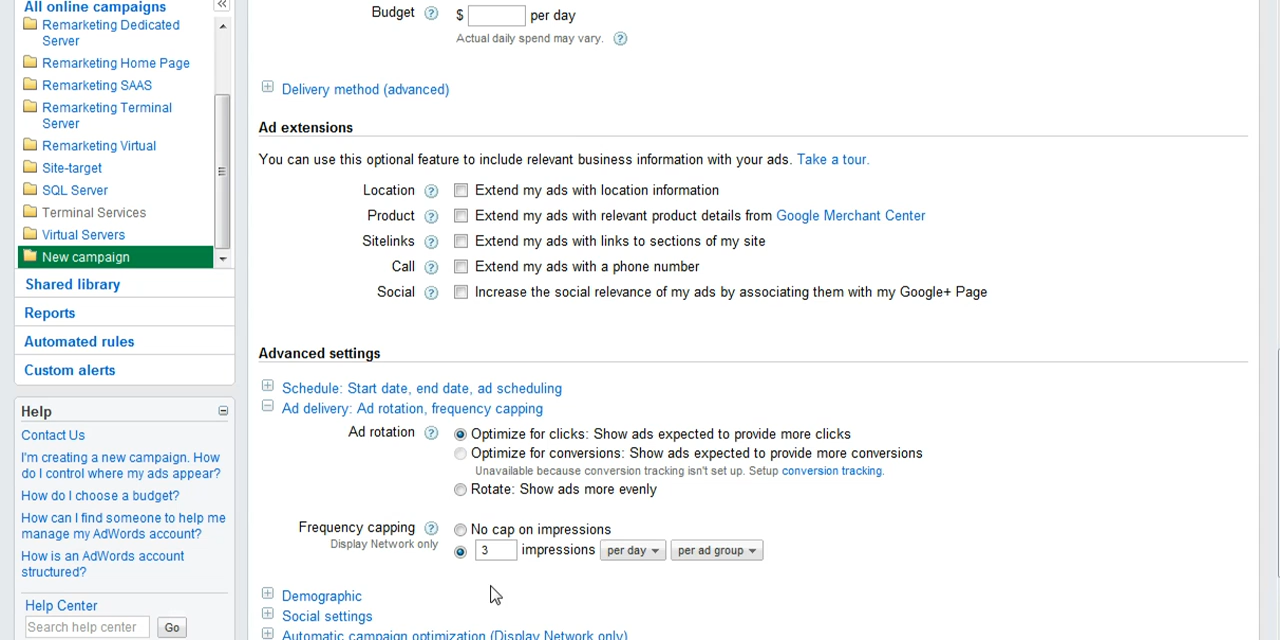 All online campaigns
Remarketing Dedicated
Server
Remarketing Home Page
Remarketing SAAS
Remarketing Terminal
Server
Remarketing Virtual
Site-target
SQL Server
Terminal Services
Virtual Servers
New campaign
Shared library
Reports
Automated rules
Custom alerts
Help
Contact Us
I'm creating a new campaign. How
do I control where my ads appear?
How do I choose a budget?
How can I find someone to help me
manage my AdWords account?
How is an AdWords account
structured?
Help Center
Search help center Go
Budget ? $ per day
Actual daily spend may vary. ?
Delivery method (advanced)
Ad extensions
You can use this optional feature to include relevant business information with your ads. Take a tour.
Location ? Extend my ads with location information
Product ? Extend my ads with relevant product details from Google Merchant Center
Sitelinks ? Extend my ads with links to sections of my site
Call ? Extend my ads with a phone number
Social ? Increase the social relevance of my ads by associating them with my Google+ Page
Advanced settings
Schedule: Start date, end date, ad scheduling
Ad delivery: Ad rotation, frequency capping
Ad rotation ? Optimize for clicks: Show ads expected to provide more clicks
Optimize for conversions: Show ads expected to provide more conversions
Unavailable because conversion tracking isn't set up. Setup conversion tracking.
Rotate: Show ads more evenly
Frequency capping ? No cap on impressions
Display Network only
3 impressions per day per ad group
Demographic
Social settings
Automatic campaign optimization (Display Network only)